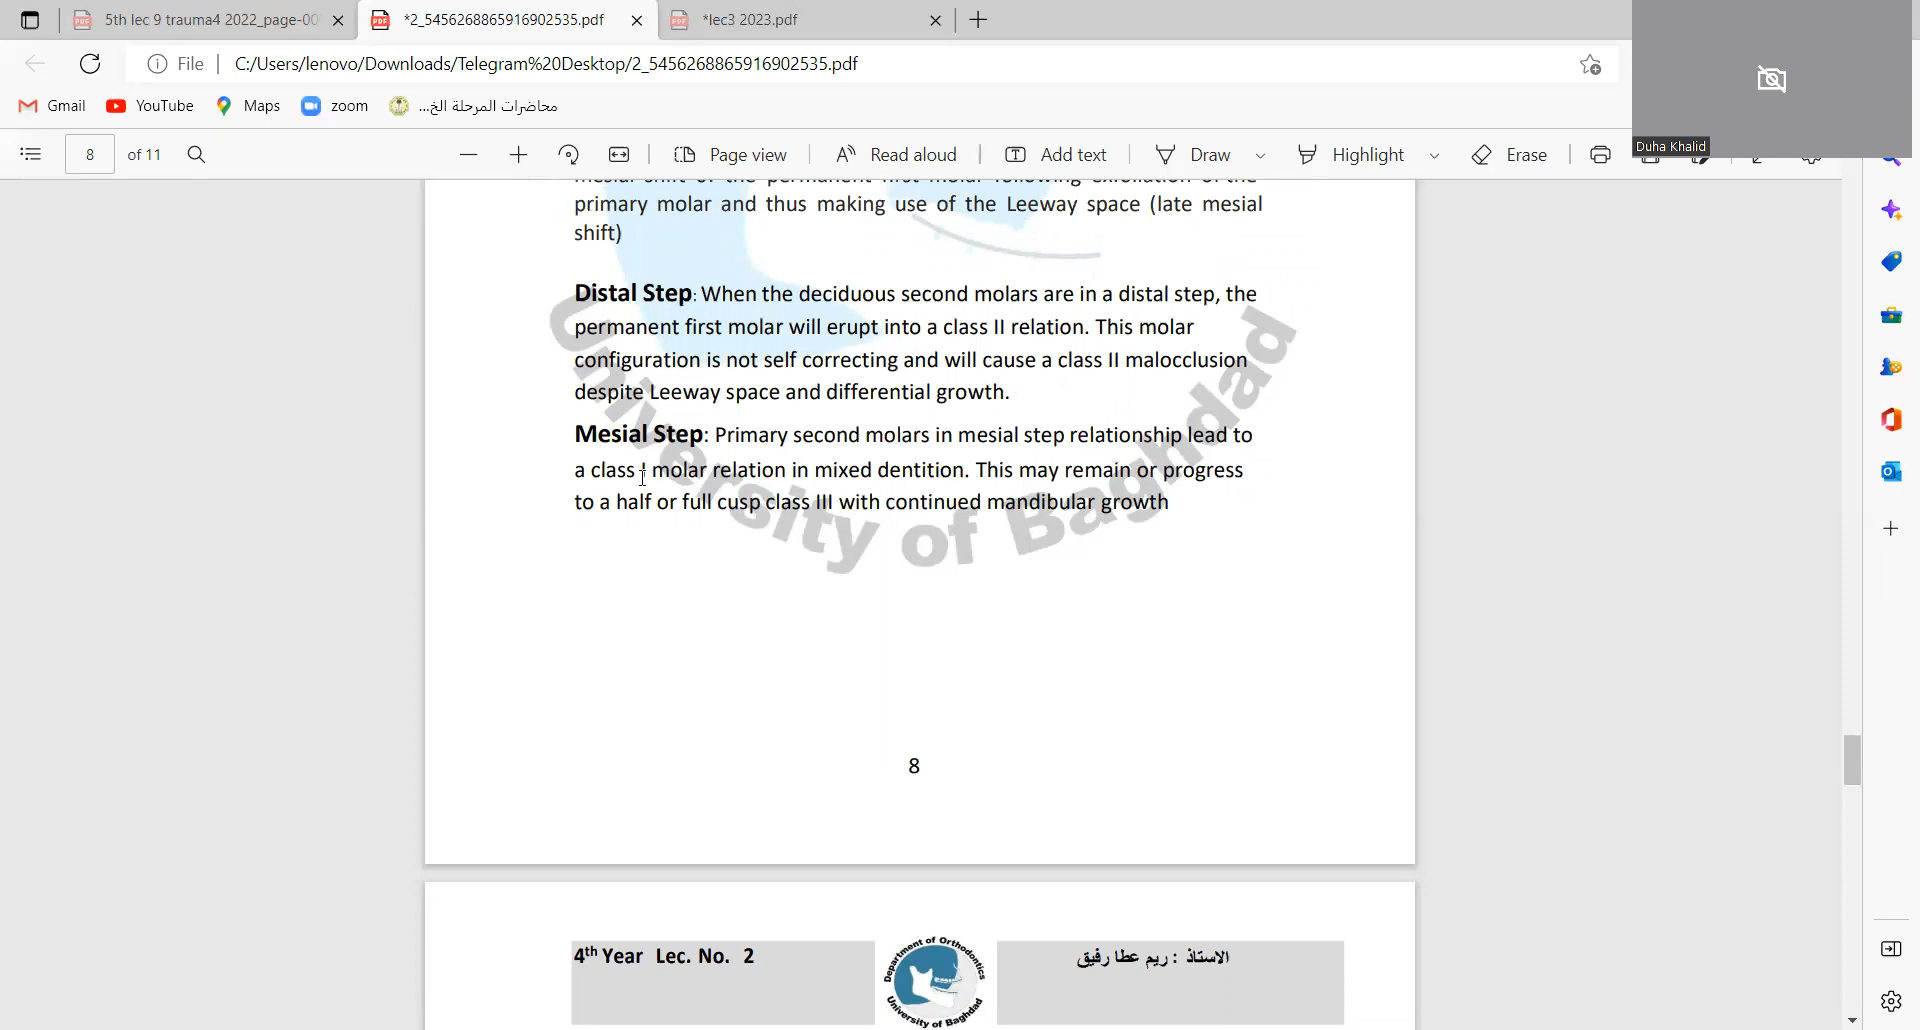 5th lec 9 trauma4 2022_page-00
*2_5456268865916902535.pdf
*lec3 2023.pdf
File
C:/Users/lenovo/Downloads/Telegram%20Desktop/2_5456268865916902535.pdf
Gmail
YouTube
Maps
zoom
محاضرات المرحلة الخ...
Duha Khalid
8
of 11
Page view
Read aloud
Add text
Draw
Highlight
Erase
mesial shift of the permanent first molar following exfoliation of the
primary molar and thus making use of the Leeway space (late mesial
shift)
Distal Step: When the deciduous second molars are in a distal step, the
permanent first molar will erupt into a class II relation. This molar
configuration is not self correcting and will cause a class II malocclusion
despite Leeway space and differential growth.
Mesial Step: Primary second molars in mesial step relationship lead to
a class I molar relation in mixed dentition. This may remain or progress
to a half or full cusp class III with continued mandibular growth
University of Baghdad
8
4th Year Lec. No. 2
Department of Orthodontics
University of Baghdad
الاستاذ : ريم عطا رفيق